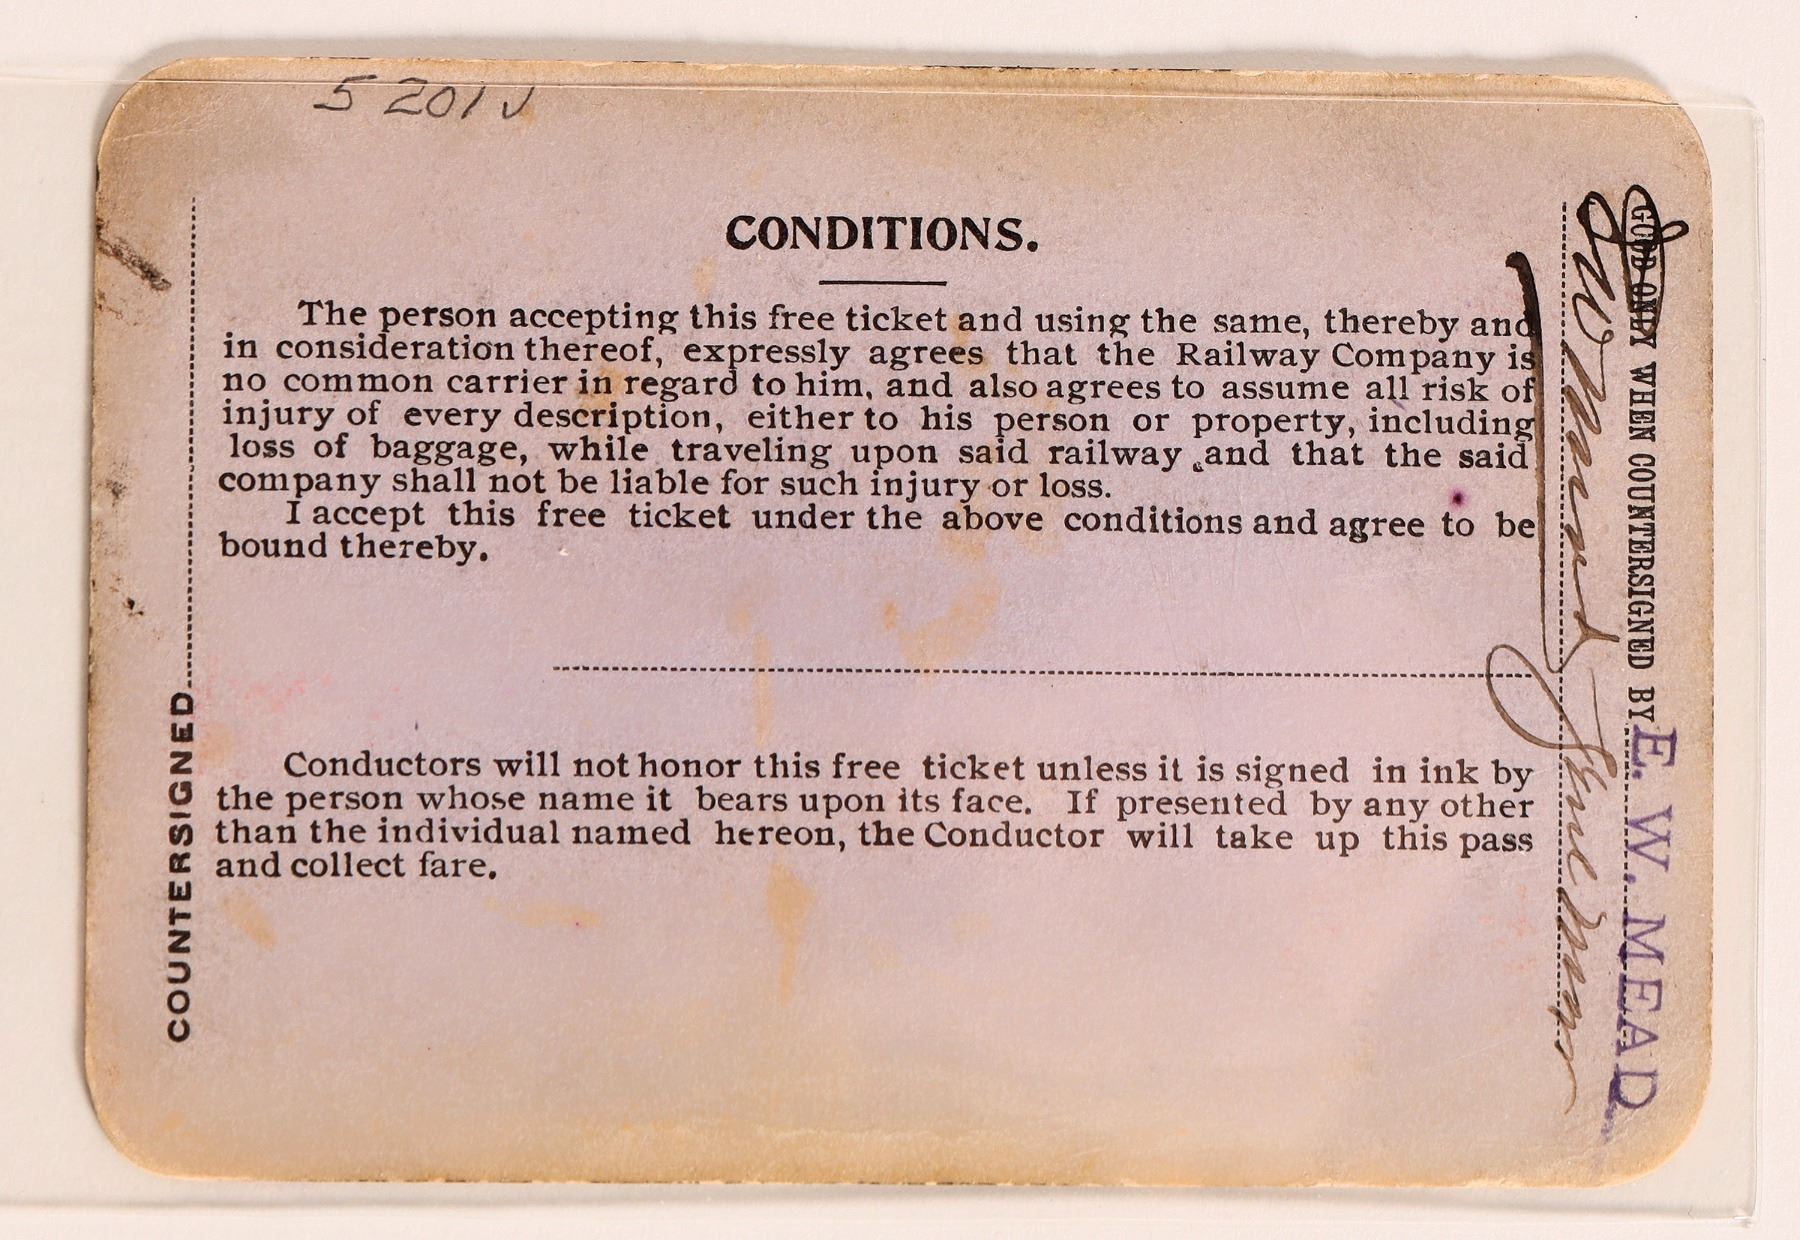 5201
CONDITIONS.
The person accepting this free ticket and using the same, thereby and
in consideration thereof, expressly agrees that the Railway Company is
no common carrier in regard to him, and also agrees to assume all risk of
injury of every description, either to his person or property, including
loss of baggage, while traveling upon said railway and that the said
company shall not be liable for such injury or loss.
I accept this free ticket under the above conditions and agree to be
bound thereby.
Conductors will not honor this free ticket unless it is signed in ink by
the person whose name it bears upon its face. If presented by any other
than the individual named hereon, the Conductor will take up this pass
and collect fare.
COUNTERSIGNED
GOOD ONLY WHEN COUNTERSIGNED BY E. W. MEAD